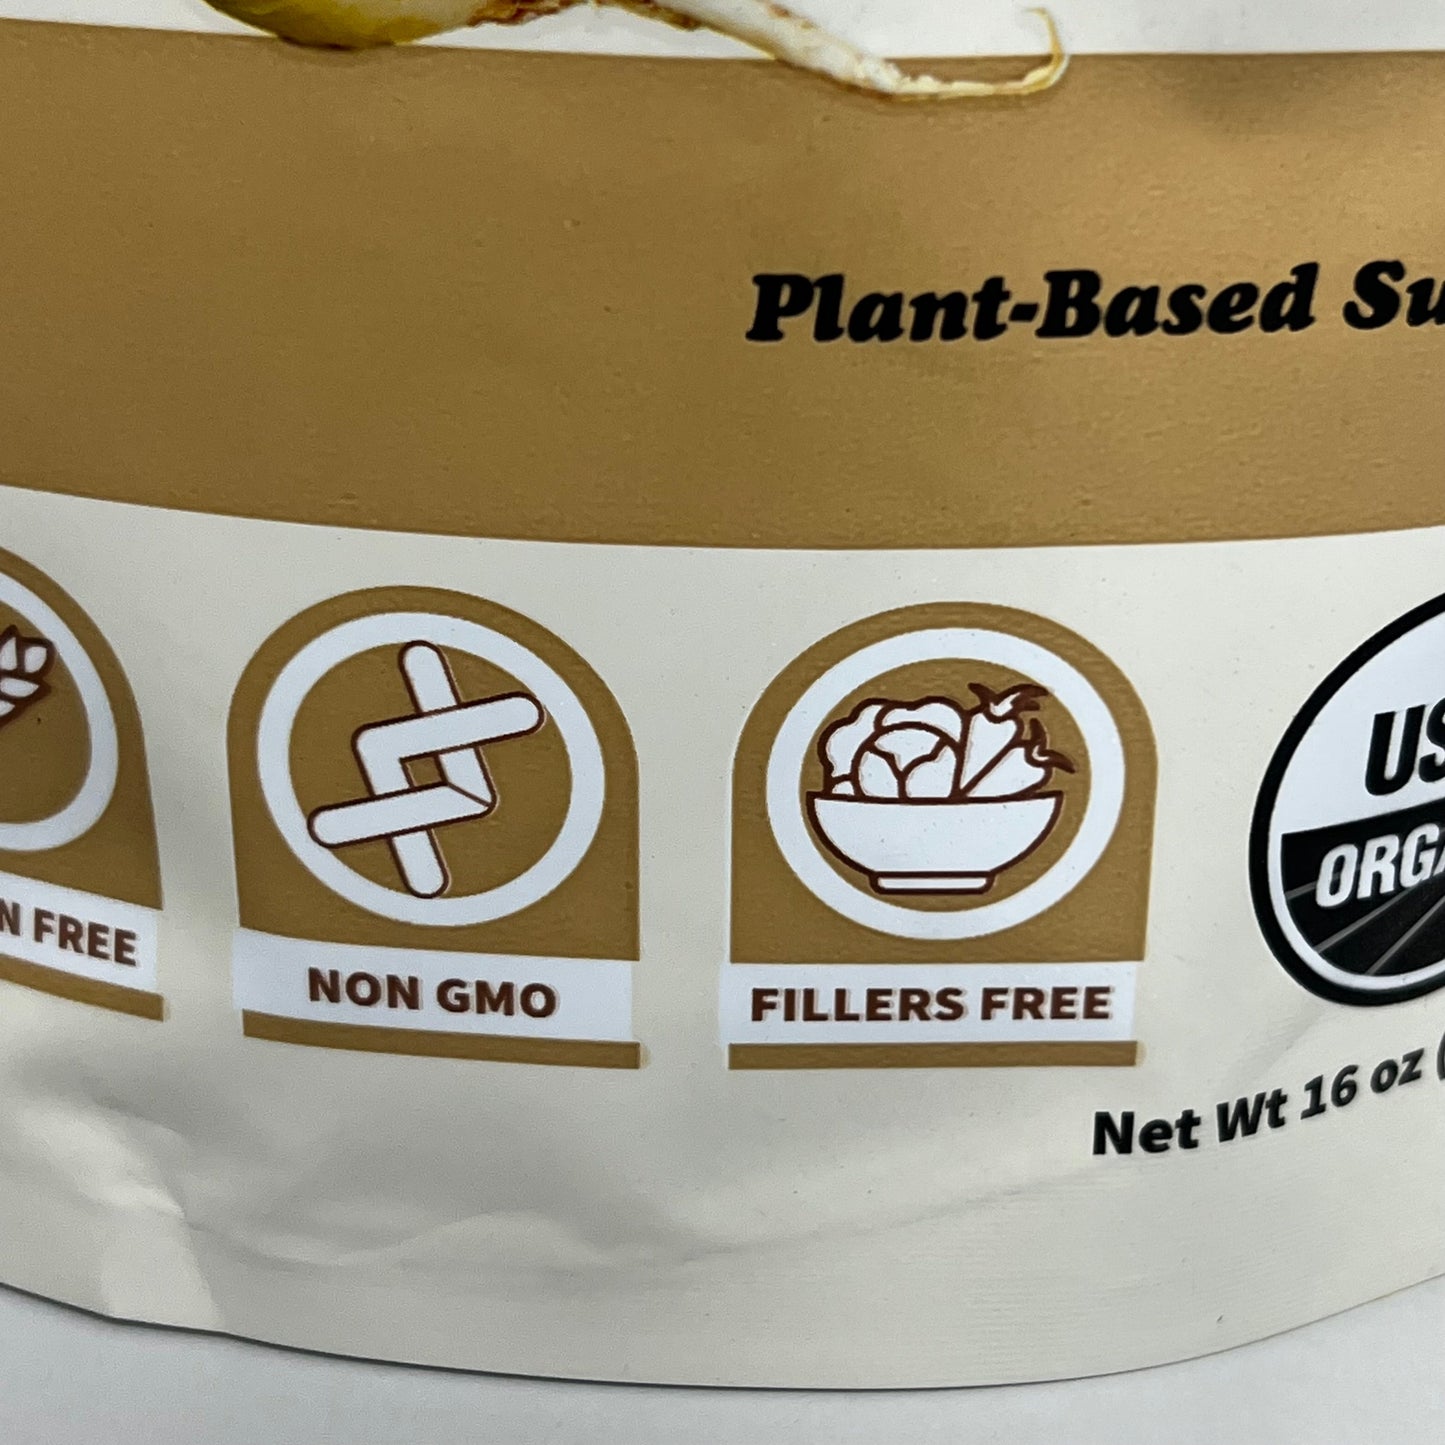 Plant-Based Su
N FREE
NON GMO
FILLERS FREE
US
ORGA
Net Wt 16 oz (